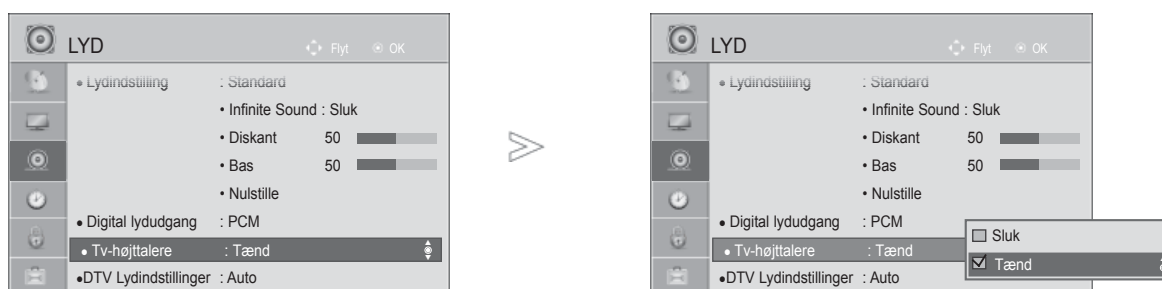 LYD Flyt OK
• Lydindstilling : Standard
• Infinite Sound : Sluk
• Diskant 50
• Bas 50
• Nulstille
• Digital lydudgang : PCM
• Tv-højttalere : Tænd
•DTV Lydindstillinger : Auto
LYD Flyt OK
• Lydindstilling : Standard
• Infinite Sound : Sluk
• Diskant 50
• Bas 50
• Nulstille
• Digital lydudgang : PCM
• Tv-højttalere : Tænd
•DTV Lydindstillinger : Auto
Sluk
Tænd